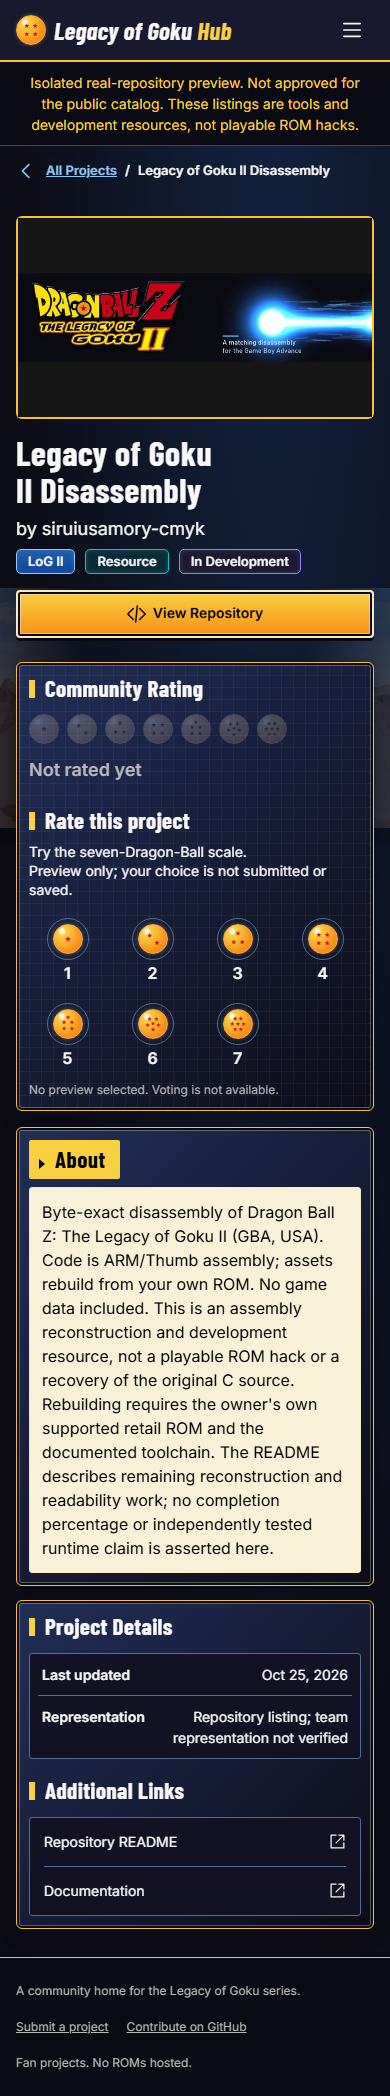 Legacy of Goku Hub
Isolated real-repository preview. Not approved for
the public catalog. These listings are tools and
development resources, not playable ROM hacks.
All Projects / Legacy of Goku II Disassembly
DRAGON BALL Z
THE LEGACY OF
GOKU II
A matching disassembly
for the Game Boy Advance
Legacy of Goku
II Disassembly
by siruiusamory-cmyk
LoG II Resource In Development
View Repository
Community Rating
Not rated yet
Rate this project
Try the seven-Dragon-Ball scale.
Preview only; your choice is not submitted or
saved.
1 2 3 4
5 6 7
No preview selected. Voting is not available.
About
Byte-exact disassembly of Dragon Ball
Z: The Legacy of Goku II (GBA, USA).
Code is ARM/Thumb assembly; assets
rebuild from your own ROM. No game
data included. This is an assembly
reconstruction and development
resource, not a playable ROM hack or a
recovery of the original C source.
Rebuilding requires the owner's own
supported retail ROM and the
documented toolchain. The README
describes remaining reconstruction and
readability work; no completion
percentage or independently tested
runtime claim is asserted here.
Project Details
Last updated Oct 25, 2026
Representation Repository listing; team
representation not verified
Additional Links
Repository README
Documentation
A community home for the Legacy of Goku series.
Submit a project Contribute on GitHub
Fan projects. No ROMs hosted.